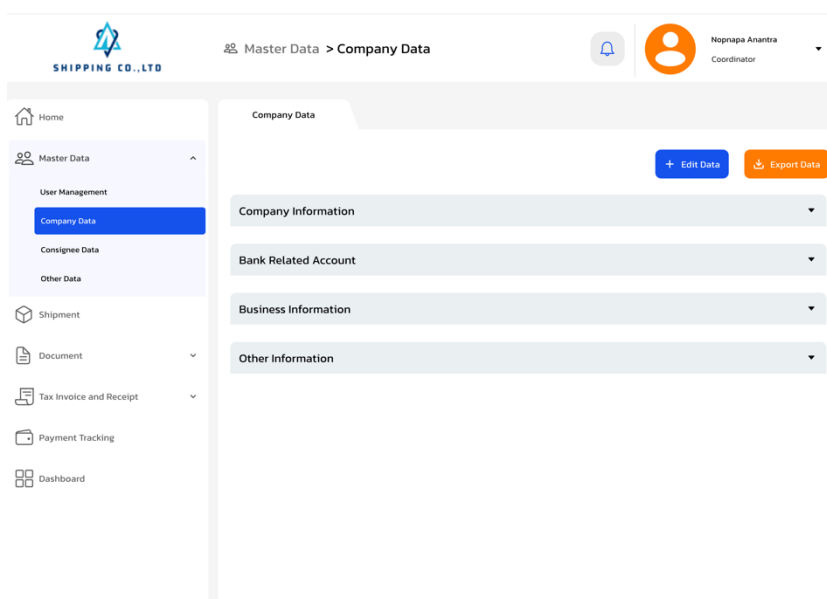 SHIPPING CO.,LTD
Master Data > Company Data
Nopnapa Anantra
Coordinator
Home
Master Data
User Management
Company Data
Consignee Data
Other Data
Shipment
Document
Tax Invoice and Receipt
Payment Tracking
Dashboard
Company Data
+ Edit Data
Export Data
Company Information
Bank Related Account
Business Information
Other Information